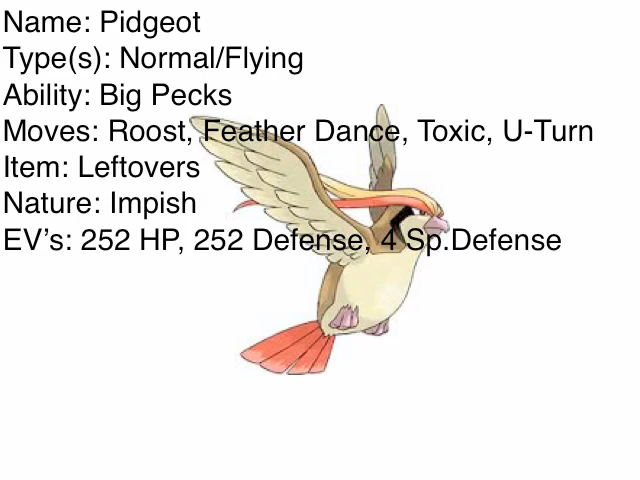 Name: Pidgeot
Type(s): Normal/Flying
Ability: Big Pecks
Moves: Roost, Feather Dance, Toxic, U-Turn
Item: Leftovers
Nature: Impish
EV’s: 252 HP, 252 Defense, 4 Sp.Defense